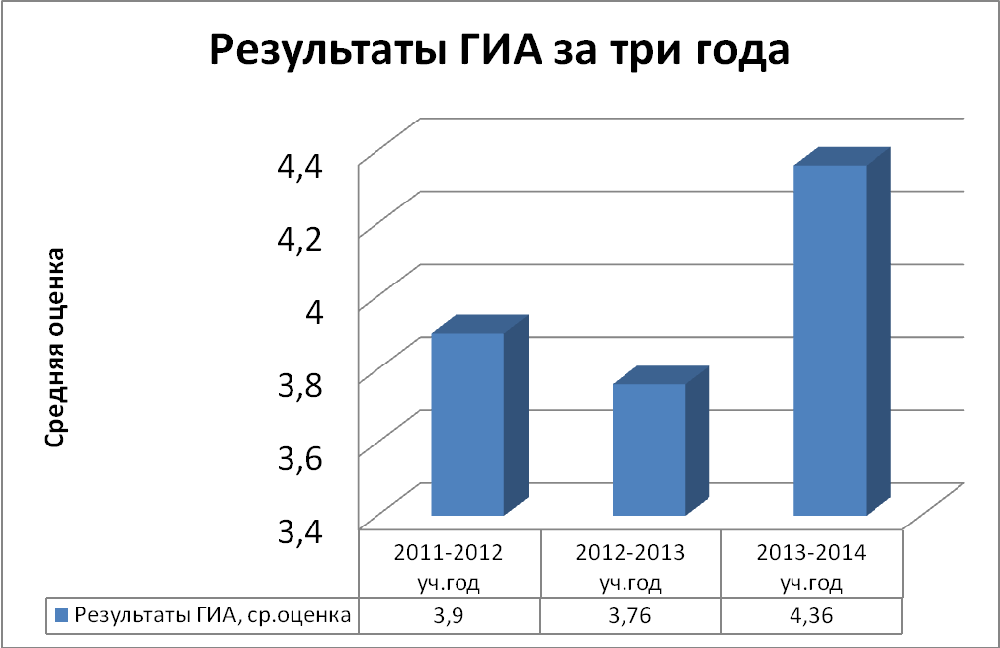 Результаты ГИА за три года
Средняя оценка
4,4
4,2
4
3,8
3,6
3,4
2011-2012 2012-2013 2013-2014
уч.год уч.год уч.год
Результаты ГИА, ср.оценка 3,9 3,76 4,36